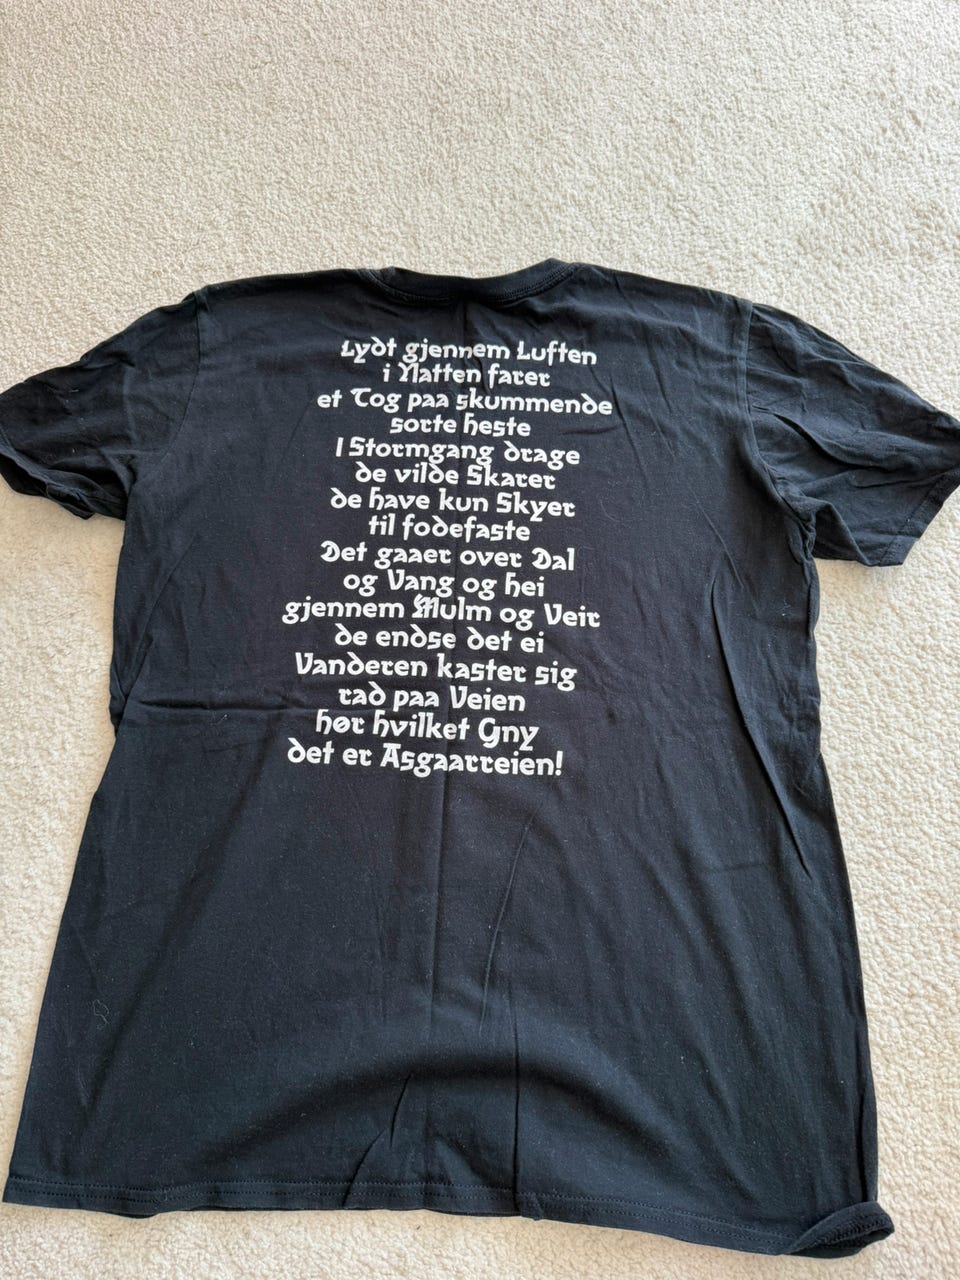 Lydt gjennem Luften
i Natten farer
et Tog paa skummende
sorte heste
I Stormgang drage
de vilde Skarer
de have kun Skyer
til fodefaste
Det gaaer over Dal
og Vang og hei
gjennem Mulm og Veir
de endse det ei
Vanderen kaster sig
rad paa Veien
hør hvilket Gny
det er Asgaarreien!